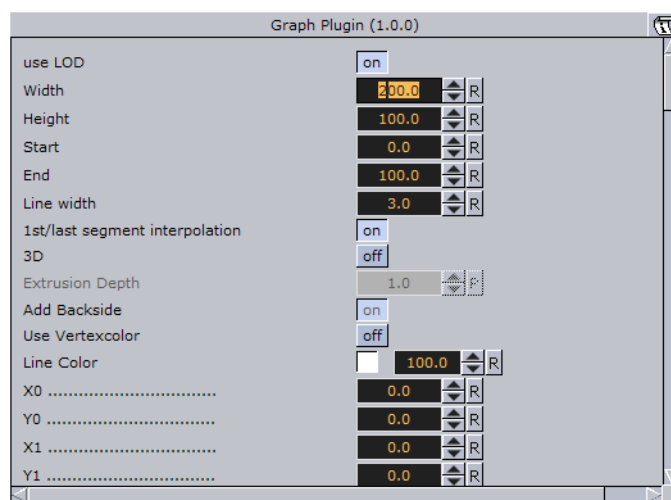 Graph Plugin (1.0.0)
use LOD on
Width 200.0 R
Height 100.0 R
Start 0.0 R
End 100.0 R
Line width 3.0 R
1st/last segment interpolation on
3D off
Extrusion Depth 1.0 R
Add Backside on
Use Vertexcolor off
Line Color 100.0 R
X0 ................................. 0.0 R
Y0 ................................. 0.0 R
X1 ................................. 0.0 R
Y1 ................................. 0.0 R